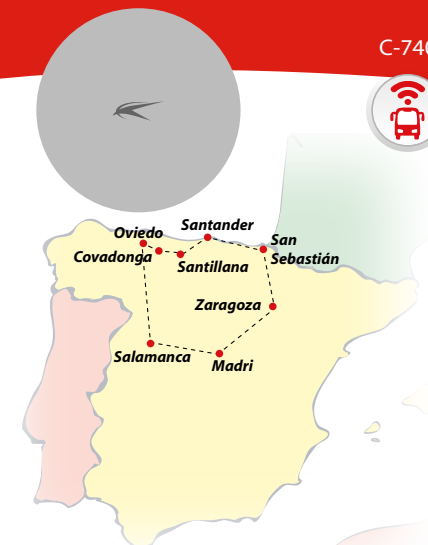 C-740
Santander
Oviedo
San
Sebastián
Covadonga
Santillana
Zaragoza
Salamanca
Madri